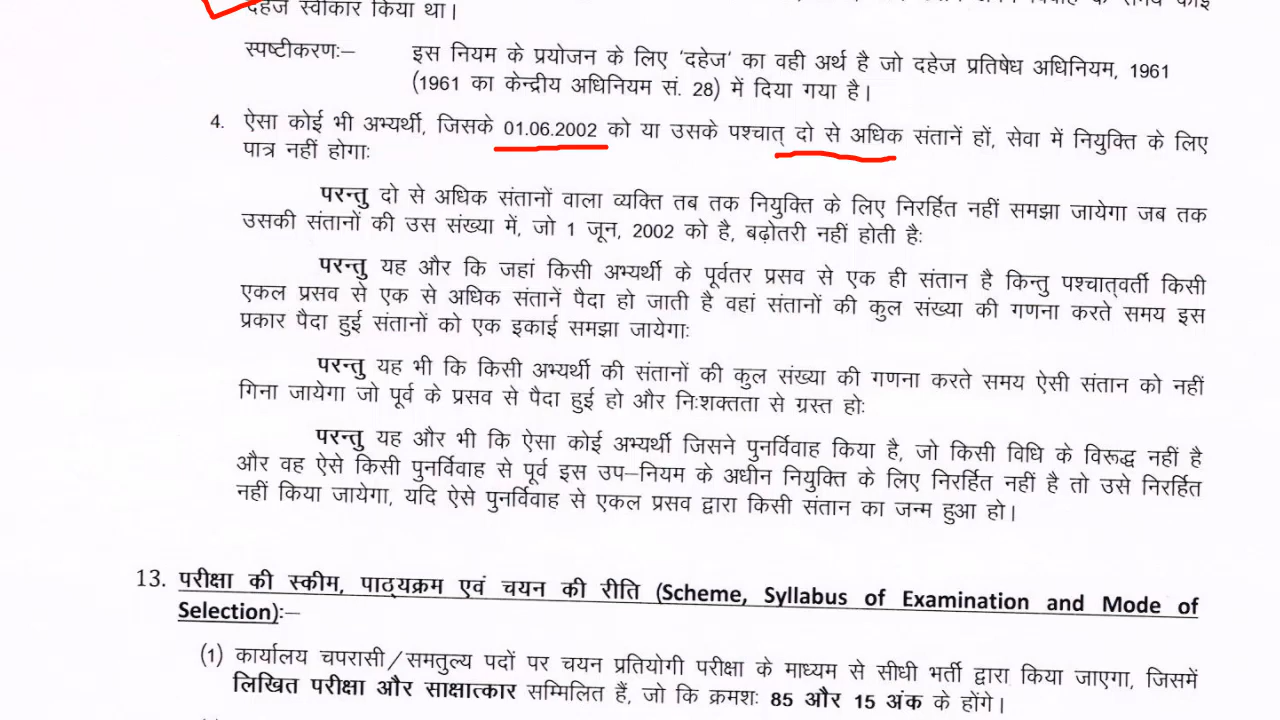 दहेज स्वीकार किया था।
स्पष्टीकरणः– इस नियम के प्रयोजन के लिए 'दहेज' का वही अर्थ है जो दहेज प्रतिषेध अधिनियम, 1961
(1961 का केन्द्रीय अधिनियम सं. 28) में दिया गया है।
4. ऐसा कोई भी अभ्यर्थी, जिसके 01.06.2002 को या उसके पश्चात् दो से अधिक संतानें हों, सेवा में नियुक्ति के लिए
पात्र नहीं होगाः
परन्तु दो से अधिक संतानों वाला व्यक्ति तब तक नियुक्ति के लिए निरर्हित नहीं समझा जायेगा जब तक
उसकी संतानों की उस संख्या में, जो 1 जून, 2002 को है, बढ़ोतरी नहीं होती हैः
परन्तु यह और कि जहां किसी अभ्यर्थी के पूर्वतर प्रसव से एक ही संतान है किन्तु पश्चात्वर्ती किसी
एकल प्रसव से एक से अधिक संतानें पैदा हो जाती है वहां संतानों की कुल संख्या की गणना करते समय इस
प्रकार पैदा हुई संतानों को एक इकाई समझा जायेगाः
परन्तु यह भी कि किसी अभ्यर्थी की संतानों की कुल संख्या की गणना करते समय ऐसी संतान को नहीं
गिना जायेगा जो पूर्व के प्रसव से पैदा हुई हो और निःशक्तता से ग्रस्त होः
परन्तु यह और भी कि ऐसा कोई अभ्यर्थी जिसने पुनर्विवाह किया है, जो किसी विधि के विरूद्ध नहीं है
और वह ऐसे किसी पुनर्विवाह से पूर्व इस उप–नियम के अधीन नियुक्ति के लिए निरर्हित नहीं है तो उसे निरर्हित
नहीं किया जायेगा, यदि ऐसे पुनर्विवाह से एकल प्रसव द्वारा किसी संतान का जन्म हुआ हो।
13. परीक्षा की स्कीम, पाठ्यक्रम एवं चयन की रीति (Scheme, Syllabus of Examination and Mode of
Selection):–
(1) कार्यालय चपरासी/समतुल्य पदों पर चयन प्रतियोगी परीक्षा के माध्यम से सीधी भर्ती द्वारा किया जाएगा, जिसमें
लिखित परीक्षा और साक्षात्कार सम्मिलित हैं, जो कि क्रमशः 85 और 15 अंक के होंगे।